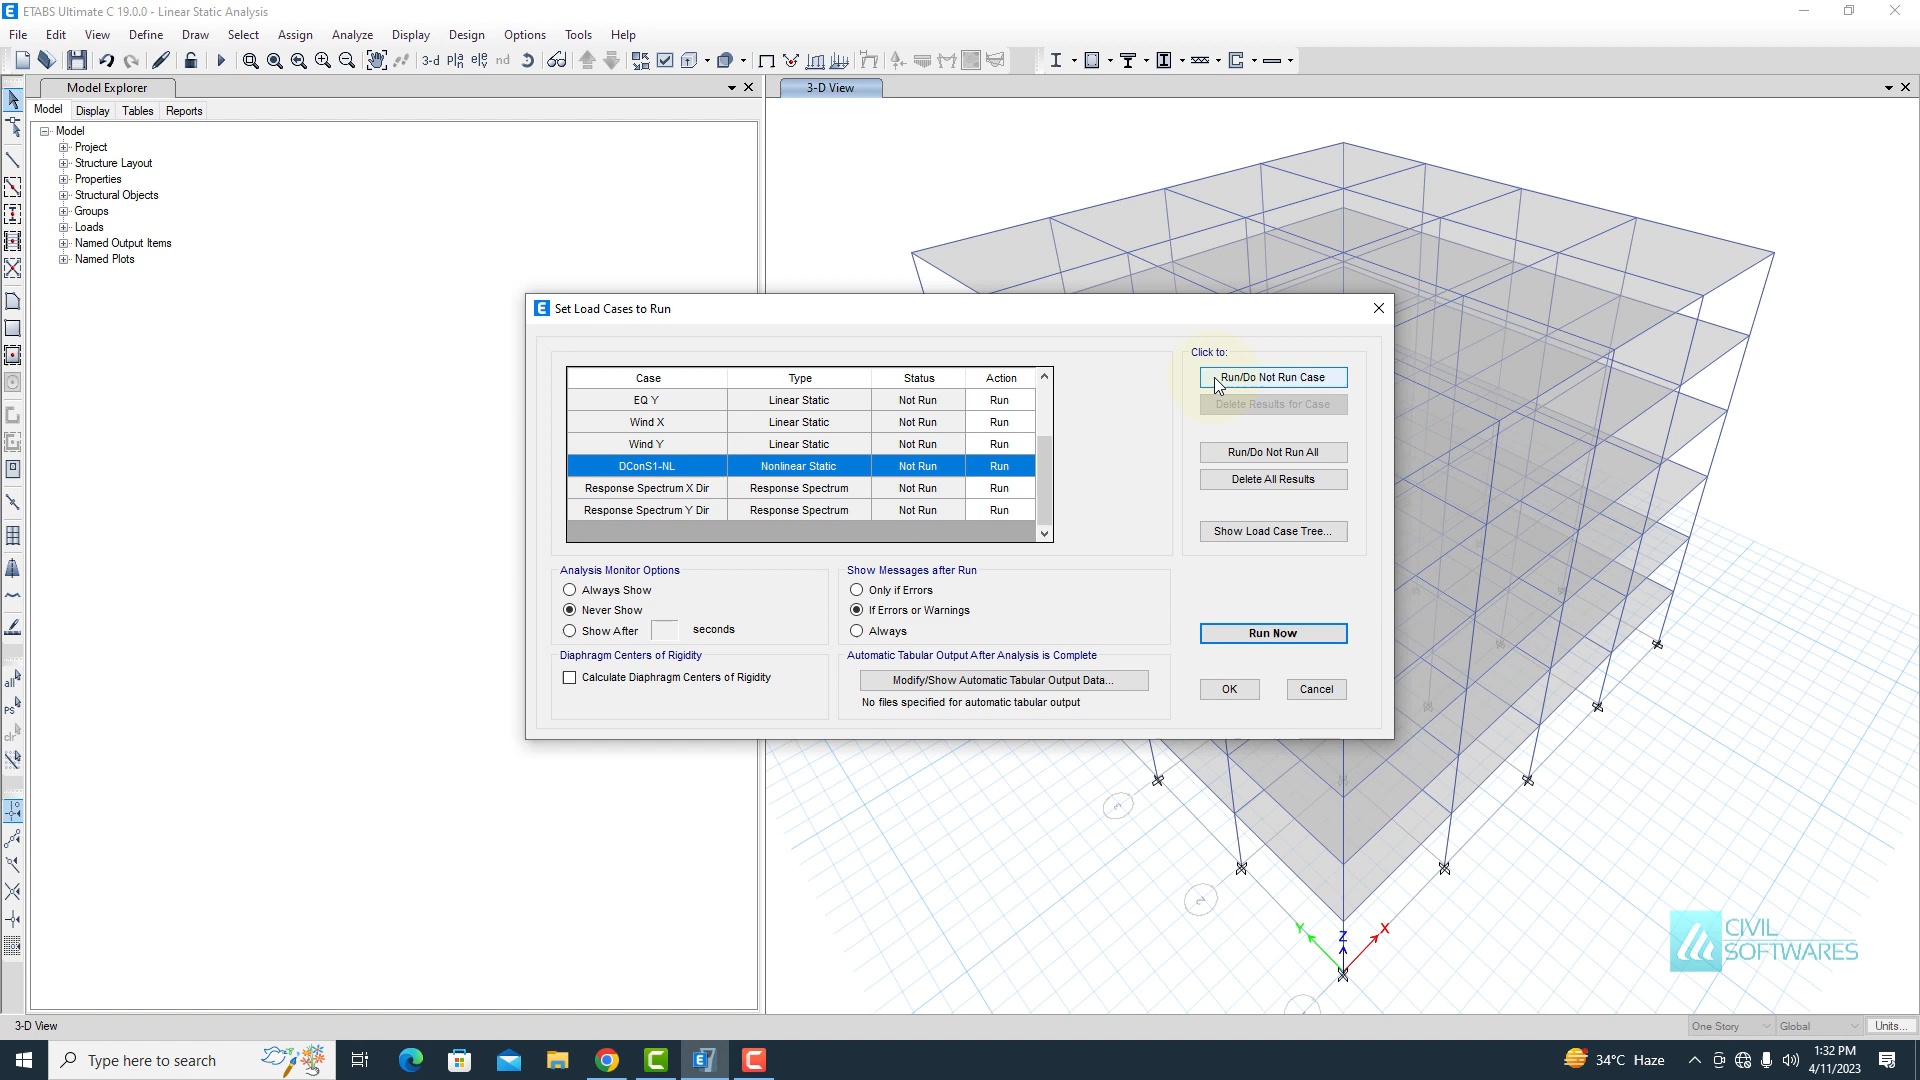 ETABS Ultimate C 19.0.0 - Linear Static Analysis
File Edit View Define Draw Select Assign Analyze Display Design Options Tools Help
3-d Pla ele nd
Model Explorer
3-D View
Model Display Tables Reports
Model
Project
Structure Layout
Properties
Structural Objects
Groups
Loads
Named Output Items
Named Plots
Set Load Cases to Run
Click to:
Case Type Status Action
EQ Y Linear Static Not Run Run
Wind X Linear Static Not Run Run
Wind Y Linear Static Not Run Run
DConS1-NL Nonlinear Static Not Run Run
Response Spectrum X Dir Response Spectrum Not Run Run
Response Spectrum Y Dir Response Spectrum Not Run Run
Run/Do Not Run Case
Delete Results for Case
Run/Do Not Run All
Delete All Results
Show Load Case Tree...
Analysis Monitor Options
Always Show
Never Show
Show After seconds
Show Messages after Run
Only if Errors
If Errors or Warnings
Always
Run Now
Diaphragm Centers of Rigidity
Calculate Diaphragm Centers of Rigidity
Automatic Tabular Output After Analysis is Complete
Modify/Show Automatic Tabular Output Data...
No files specified for automatic tabular output
OK Cancel
all
PS
clr
Y Z X
CIVIL
SOFTWARES
3-D View
One Story Global Units...
Type here to search
34°C Haze
1:32 PM
4/11/2023